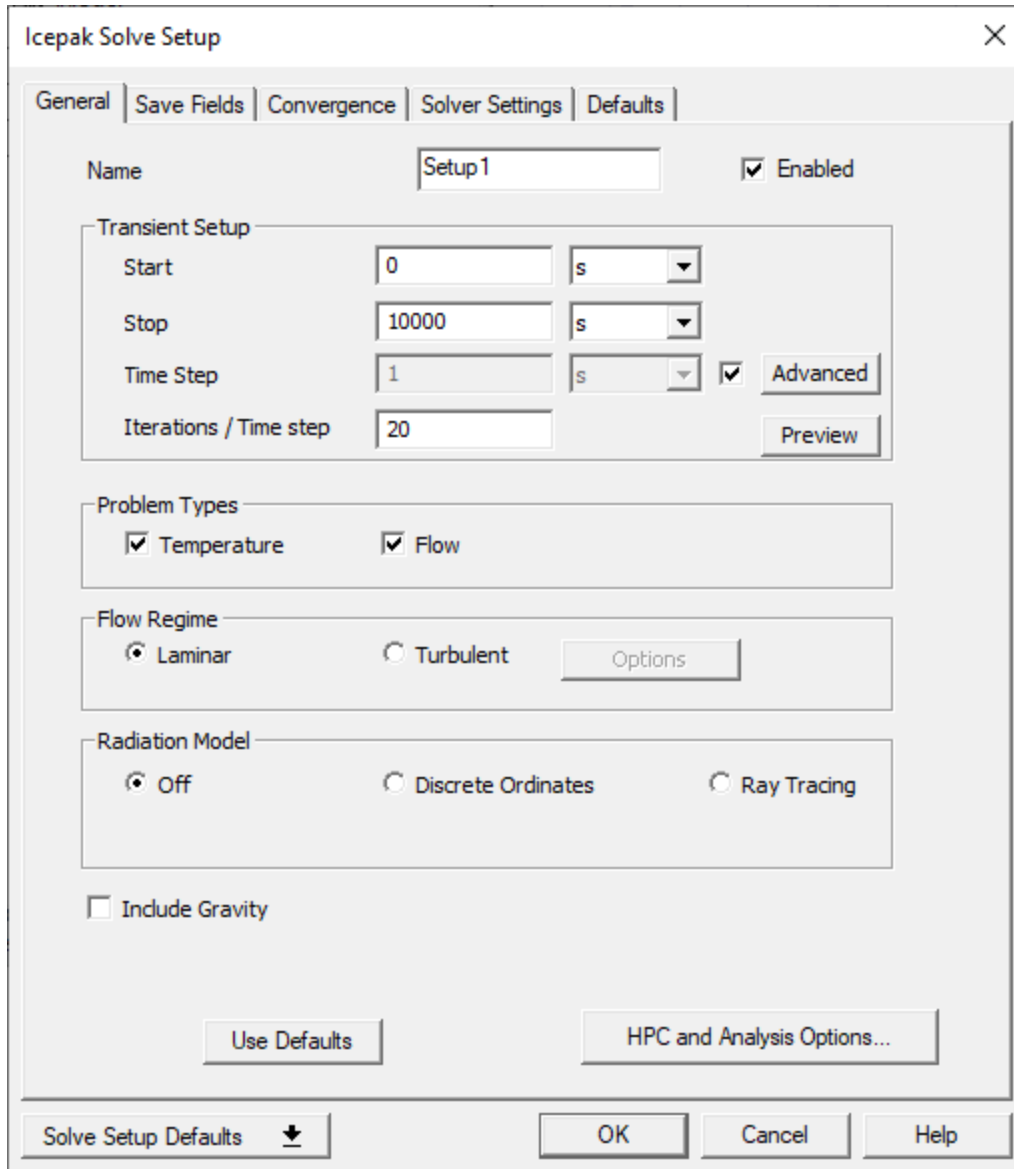 Icepak Solve Setup
General Save Fields Convergence Solver Settings Defaults
Name Setup1 Enabled
Transient Setup
Start 0 s
Stop 10000 s
Time Step 1 s Advanced
Iterations / Time step 20 Preview
Problem Types
Temperature Flow
Flow Regime
Laminar Turbulent Options
Radiation Model
Off Discrete Ordinates Ray Tracing
Include Gravity
Use Defaults HPC and Analysis Options...
Solve Setup Defaults OK Cancel Help